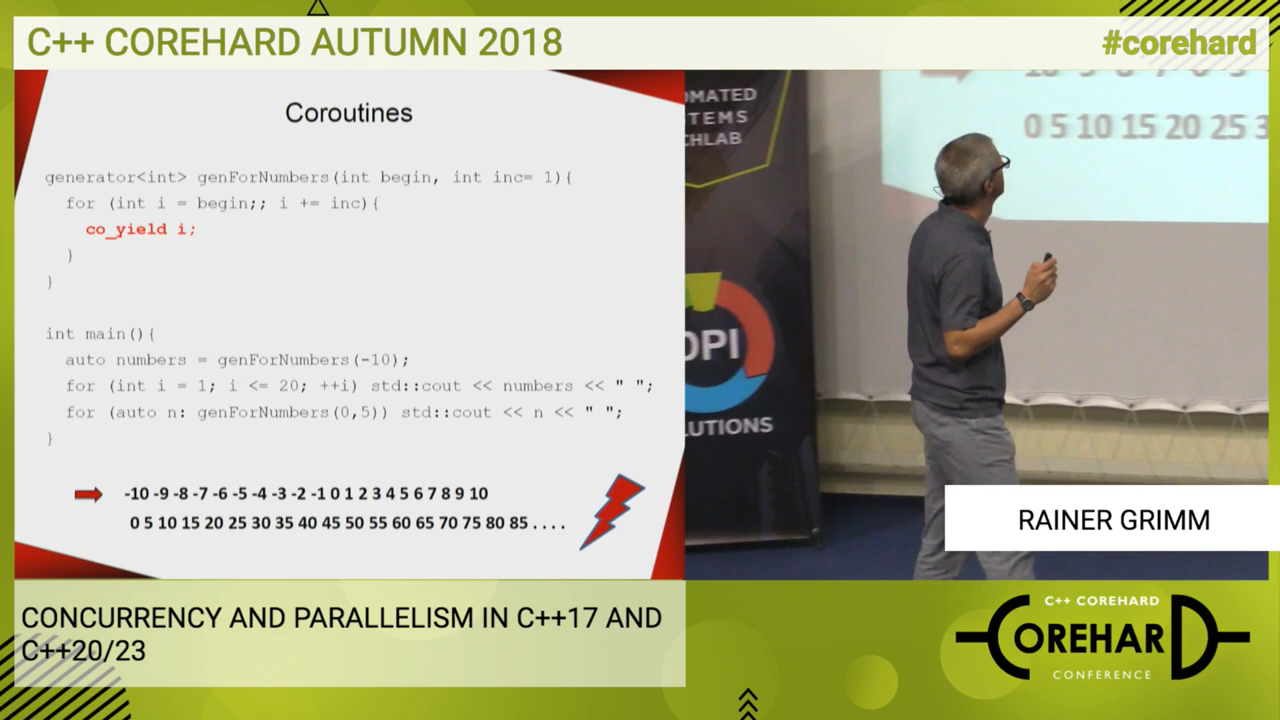 C++ COREHARD AUTUMN 2018
#corehard
Coroutines
generator<int> genForNumbers(int begin, int inc= 1){
for (int i = begin;; i += inc){
co_yield i;
}
}
int main(){
auto numbers = genForNumbers(-10);
for (int i = 1; i <= 20; ++i) std::cout << numbers << " ";
for (auto n: genForNumbers(0,5)) std::cout << n << " ";
}
-10 -9 -8 -7 -6 -5 -4 -3 -2 -1 0 1 2 3 4 5 6 7 8 9 10
0 5 10 15 20 25 30 35 40 45 50 55 60 65 70 75 80 85 . . . .
OMATED
TEMS
CHLAB
OPI
LUTIONS
0 5 10 15 20 25 3
RAINER GRIMM
CONCURRENCY AND PARALLELISM IN C++17 AND
C++20/23
C++ COREHARD
COREHARD
CONFERENCE